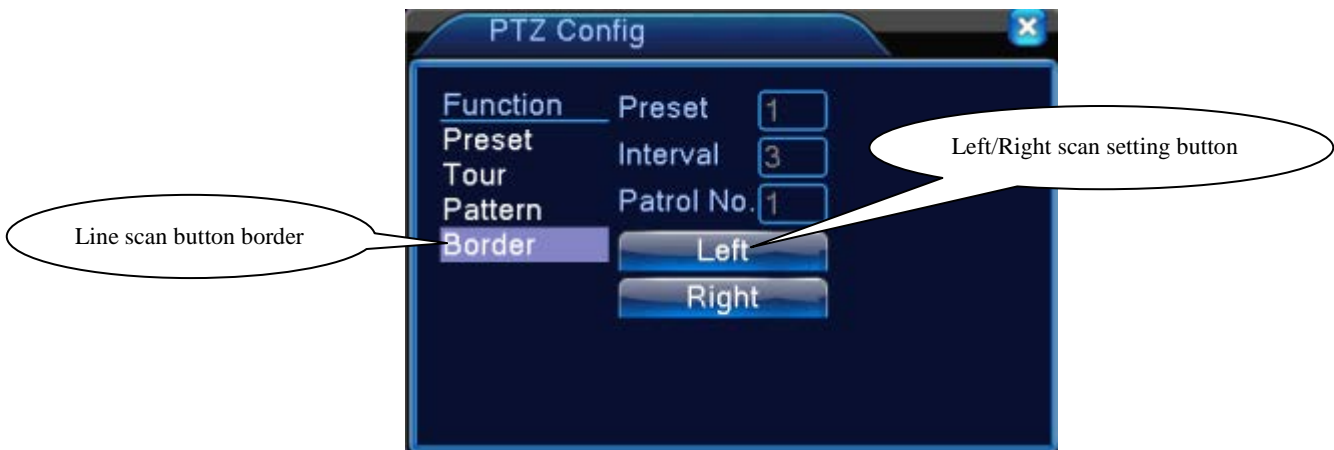 PTZ Config
Function
Preset
Tour
Pattern
Border
Preset 1
Interval 3
Patrol No. 1
Left
Right
Left/Right scan setting button
Line scan button border